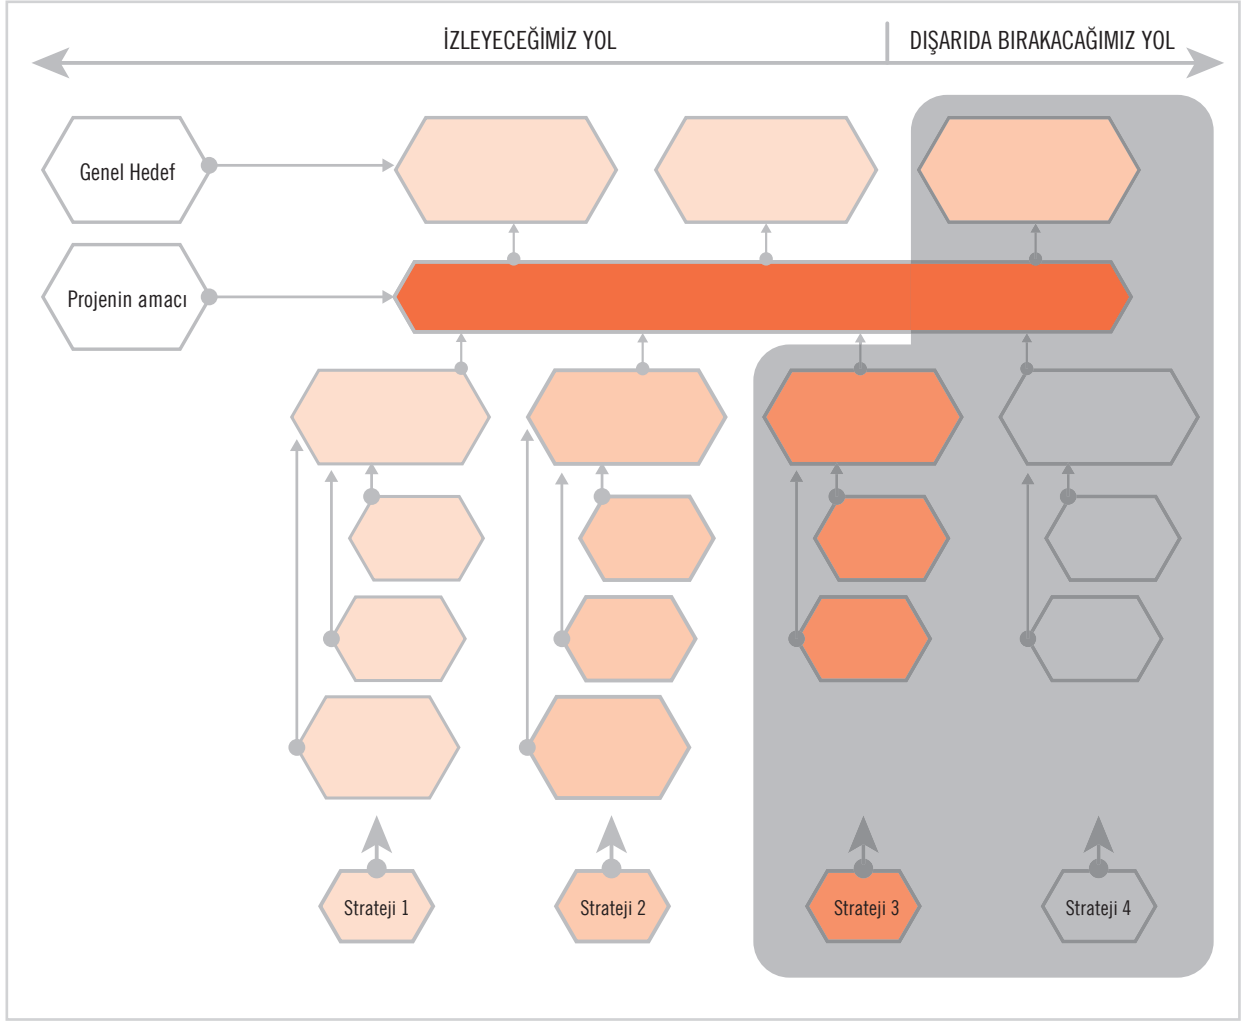 İZLEYECEĞİMİZ YOL
DIŞARIDA BIRAKACAĞIMIZ YOL
Genel Hedef
Projenin amacı
Strateji 1
Strateji 2
Strateji 3
Strateji 4